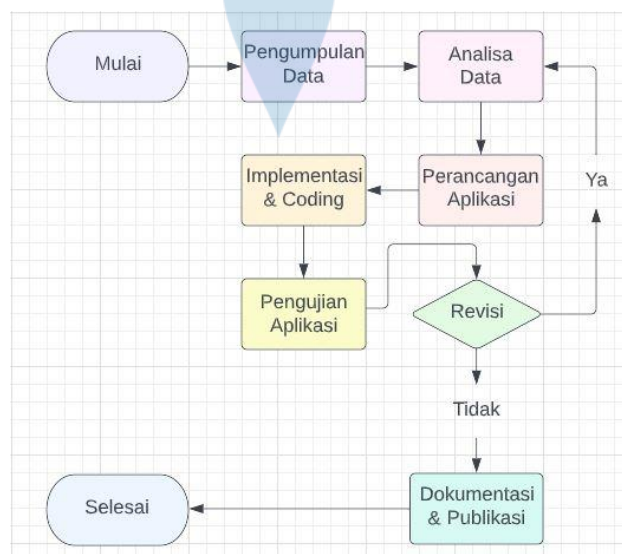 Mulai
Pengumpulan
Data
Analisa
Data
Implementasi
& Coding
Perancangan
Aplikasi
Ya
Pengujian
Aplikasi
Revisi
Tidak
Selesai
Dokumentasi
& Publikasi